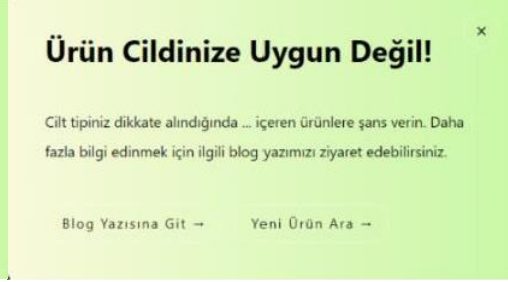 ×
Ürün Cildinize Uygun Değil!
Cilt tipiniz dikkate alındığında ... içeren ürünlere şans verin. Daha
fazla bilgi edinmek için ilgili blog yazımızı ziyaret edebilirsiniz.
Blog Yazısına Git → Yeni Ürün Ara →